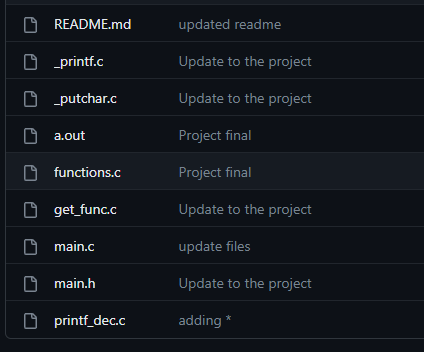 README.md updated readme
_printf.c Update to the project
_putchar.c Update to the project
a.out Project final
functions.c Project final
get_func.c Update to the project
main.c update files
main.h Update to the project
printf_dec.c adding *